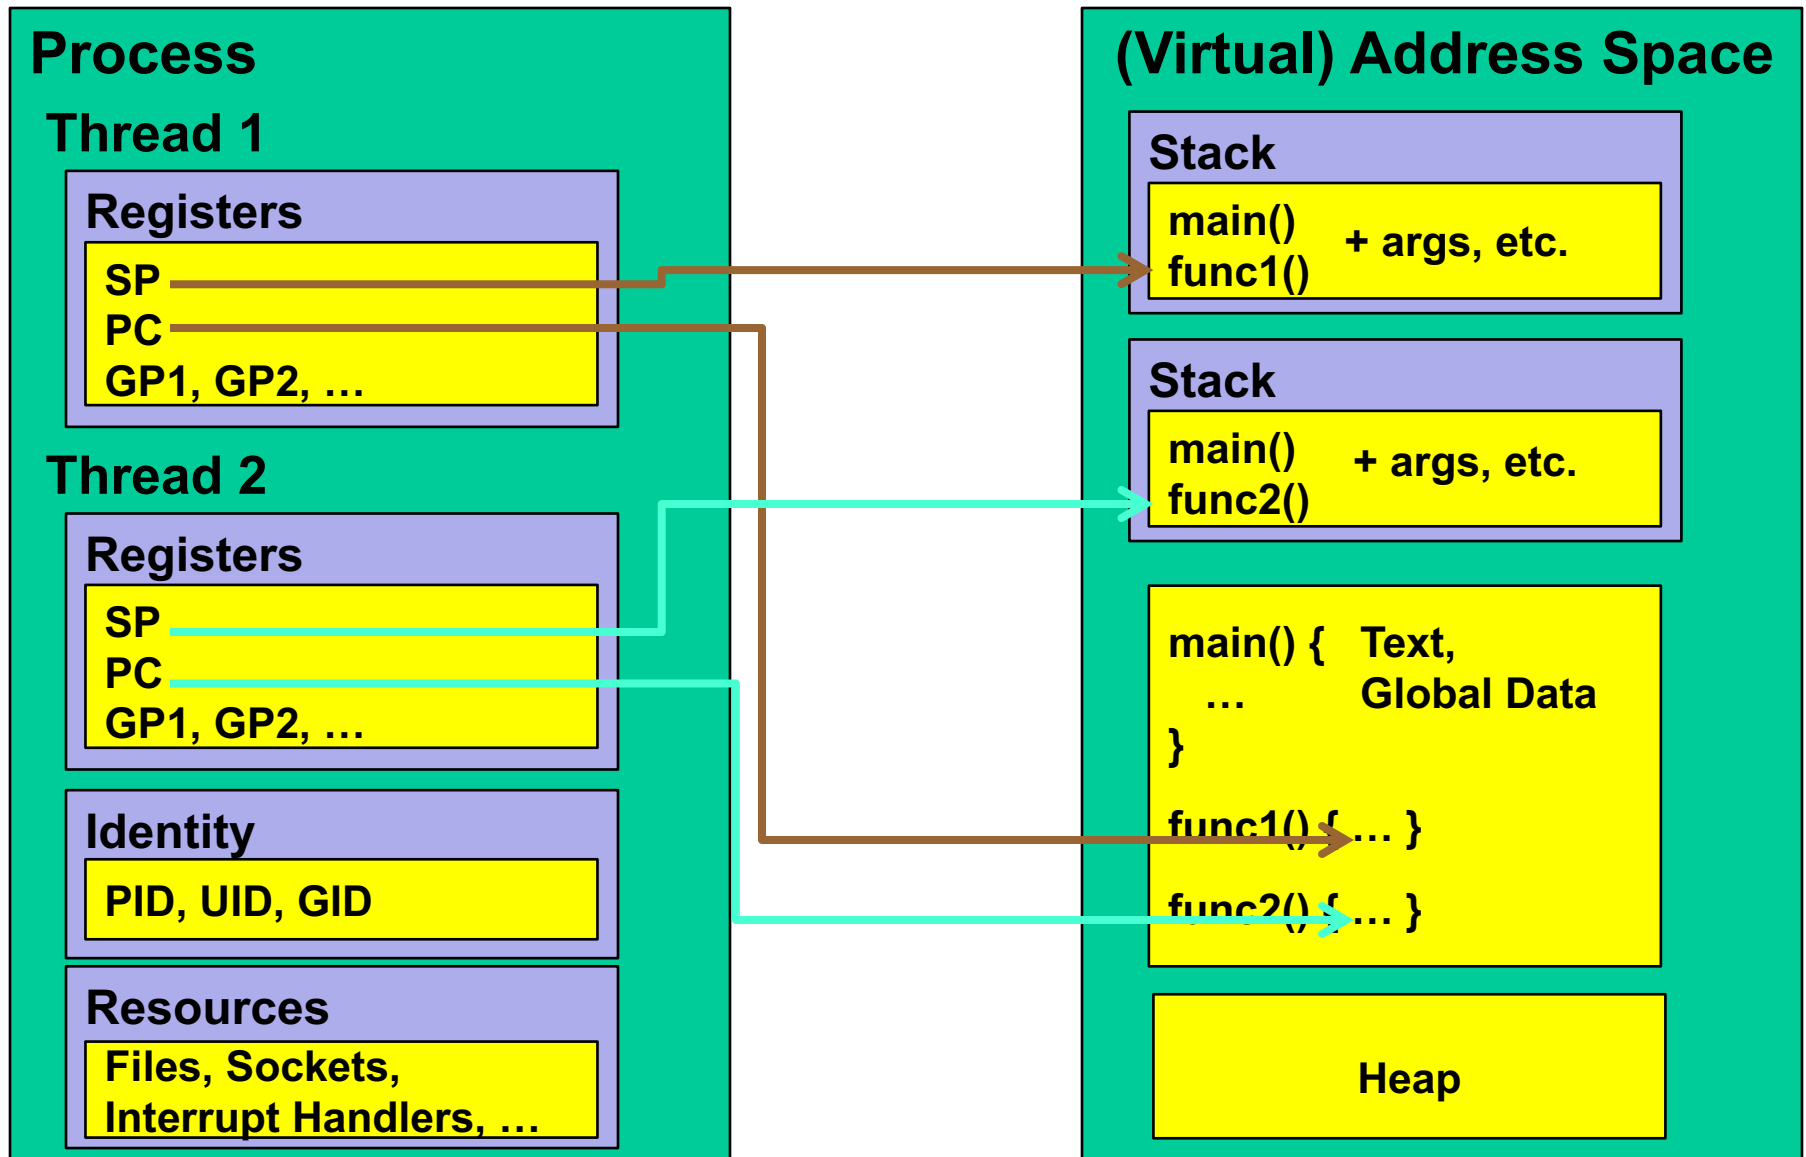 Process
Thread 1
Registers
SP
PC
GP1, GP2, …
Thread 2
Registers
SP
PC
GP1, GP2, …
Identity
PID, UID, GID
Resources
Files, Sockets,
Interrupt Handlers, …
(Virtual) Address Space
Stack
main()
func1()
+ args, etc.
Stack
main()
func2()
+ args, etc.
main() { Text,
… Global Data
}
func1() { … }
func2() { … }
Heap